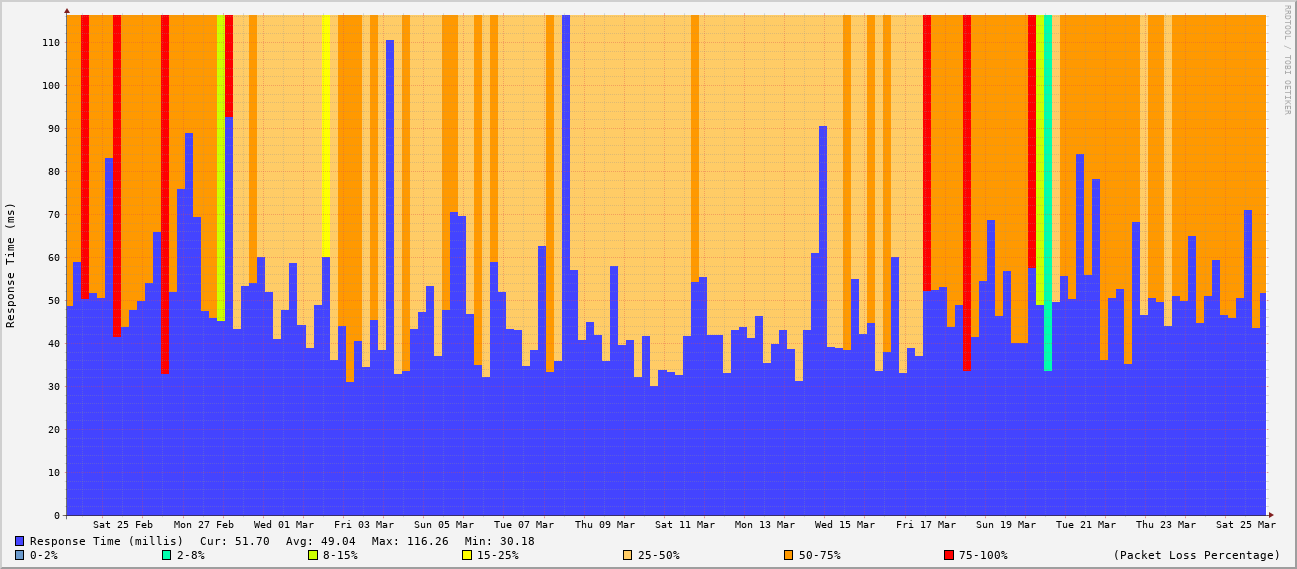 RRDTOOL / TOBI OETIKER
Response Time (ms)
110
100
90
80
70
60
50
40
30
20
10
0
Sat 25 Feb Mon 27 Feb Wed 01 Mar Fri 03 Mar Sun 05 Mar Tue 07 Mar Thu 09 Mar Sat 11 Mar Mon 13 Mar Wed 15 Mar Fri 17 Mar Sun 19 Mar Tue 21 Mar Thu 23 Mar Sat 25 Mar
Response Time (millis) Cur: 51.70 Avg: 49.04 Max: 116.26 Min: 30.18
0-2% 2-8% 8-15% 15-25% 25-50% 50-75% 75-100% (Packet Loss Percentage)